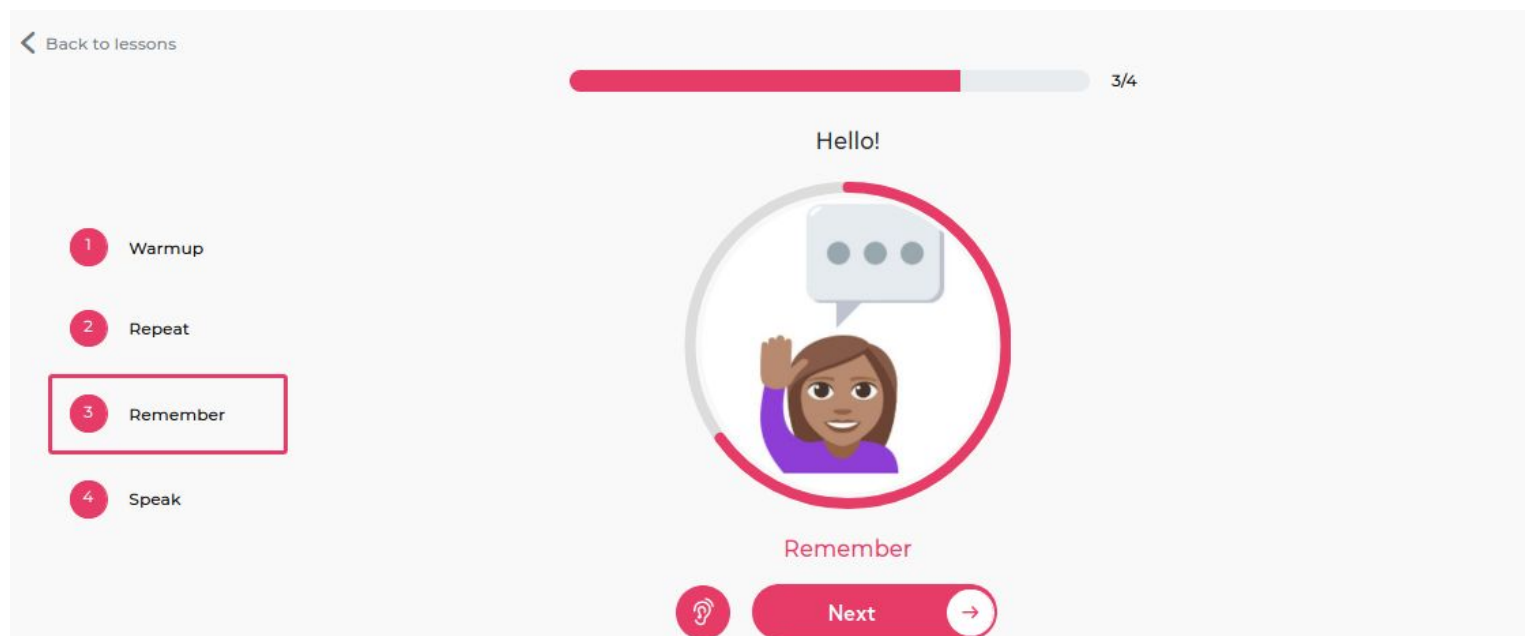 Back to lessons
3/4
Hello!
1 Warmup
2 Repeat
3 Remember
4 Speak
Remember
Next